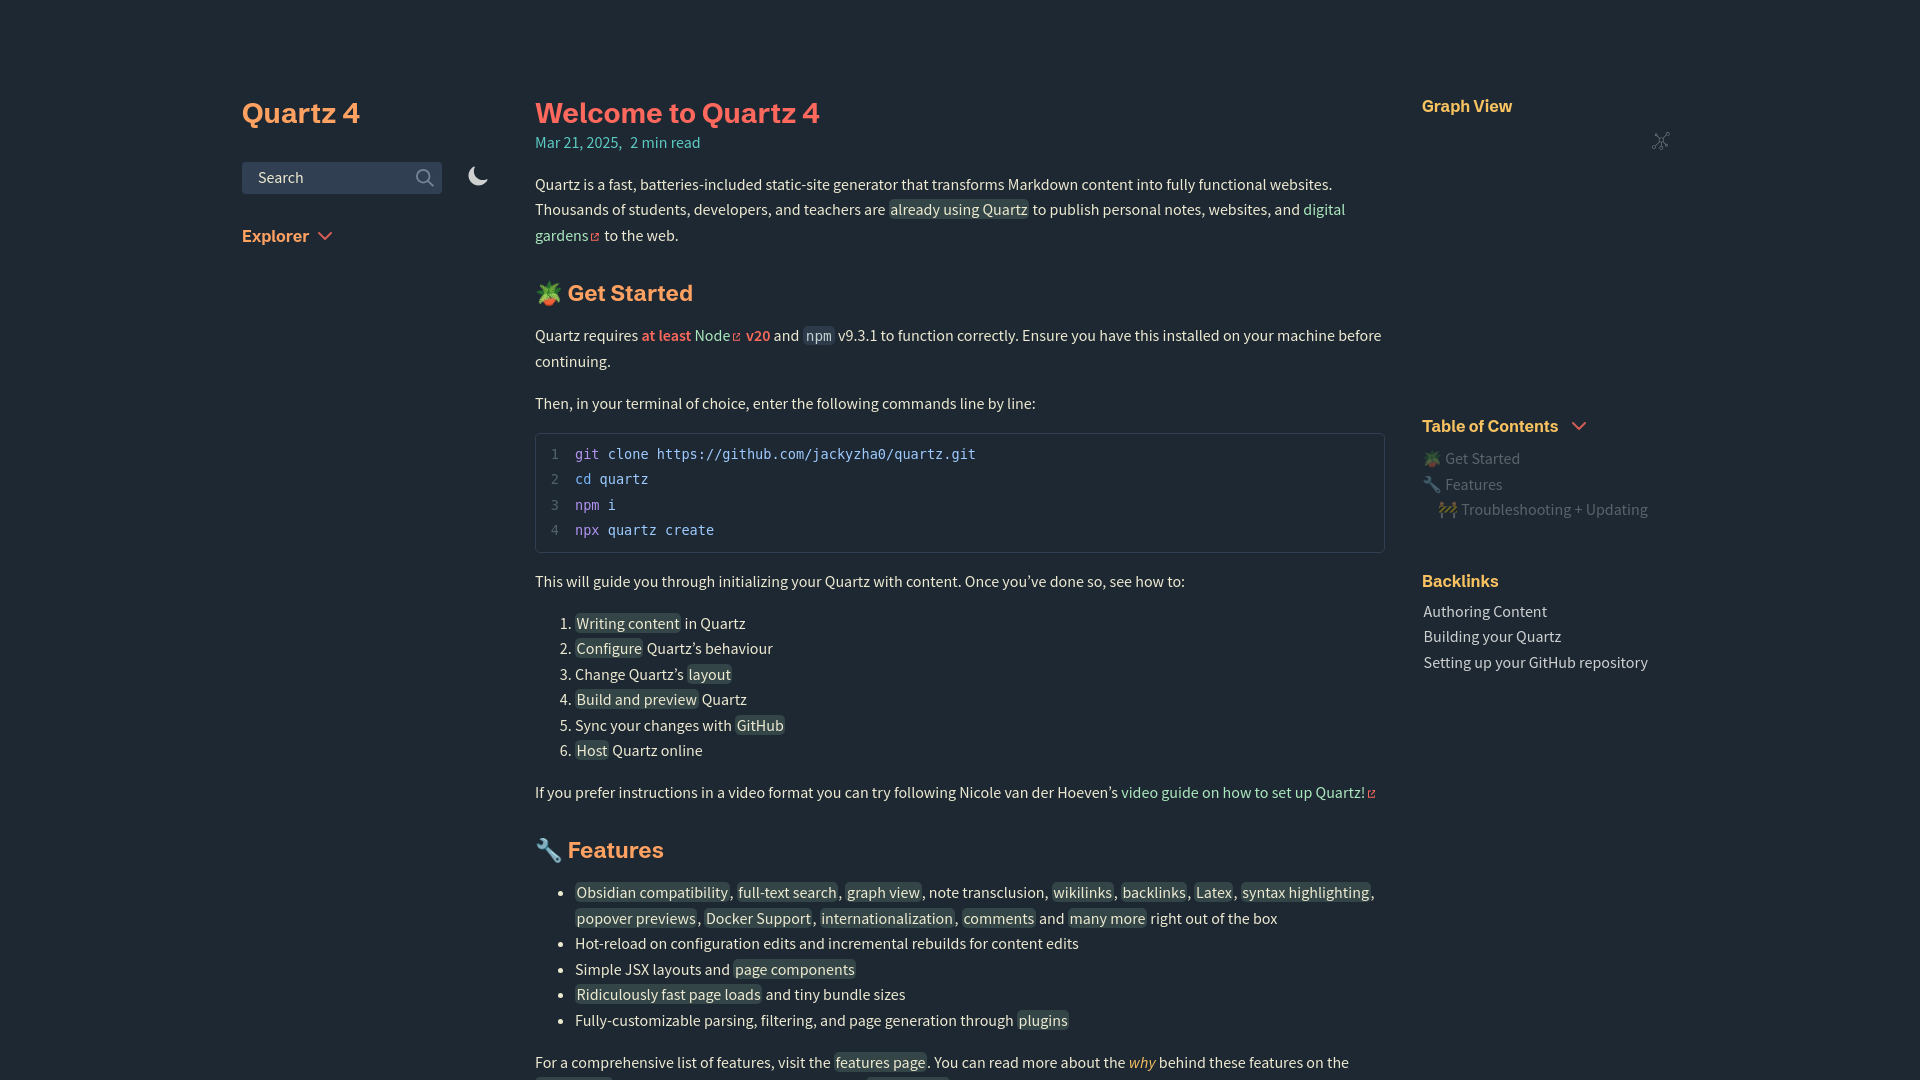 Quartz 4
Search
Explorer
Welcome to Quartz 4
Mar 21, 2025, 2 min read
Quartz is a fast, batteries-included static-site generator that transforms Markdown content into fully functional websites.
Thousands of students, developers, and teachers are already using Quartz to publish personal notes, websites, and digital
gardens to the web.
🪴 Get Started
Quartz requires at least Node v20 and npm v9.3.1 to function correctly. Ensure you have this installed on your machine before
continuing.
Then, in your terminal of choice, enter the following commands line by line:
1 git clone https://github.com/jackyzha0/quartz.git
2 cd quartz
3 npm i
4 npx quartz create
This will guide you through initializing your Quartz with content. Once you’ve done so, see how to:
1. Writing content in Quartz
2. Configure Quartz’s behaviour
3. Change Quartz’s layout
4. Build and preview Quartz
5. Sync your changes with GitHub
6. Host Quartz online
If you prefer instructions in a video format you can try following Nicole van der Hoeven’s video guide on how to set up Quartz!
🔧 Features
• Obsidian compatibility, full-text search, graph view, note transclusion, wikilinks, backlinks, Latex, syntax highlighting,
popover previews, Docker Support, internationalization, comments and many more right out of the box
• Hot-reload on configuration edits and incremental rebuilds for content edits
• Simple JSX layouts and page components
• Ridiculously fast page loads and tiny bundle sizes
• Fully-customizable parsing, filtering, and page generation through plugins
For a comprehensive list of features, visit the features page. You can read more about the why behind these features on the
Graph View
Table of Contents
🪴 Get Started
🔧 Features
🚧 Troubleshooting + Updating
Backlinks
Authoring Content
Building your Quartz
Setting up your GitHub repository